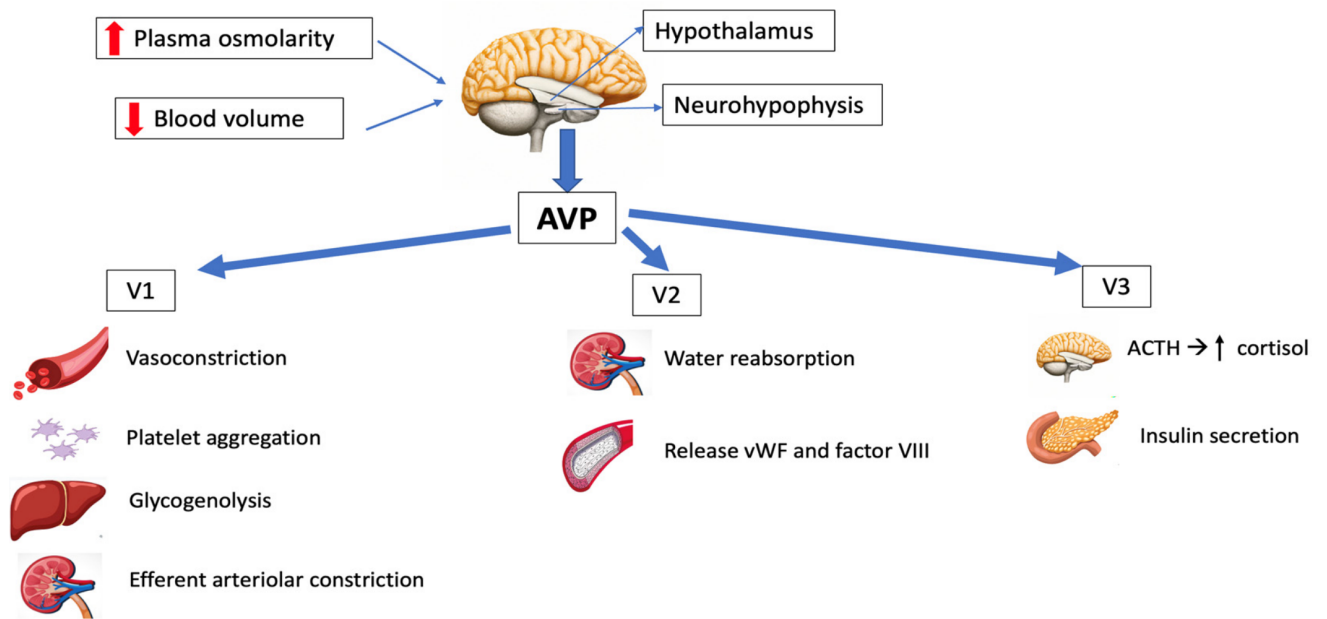 Plasma osmolarity
Blood volume
Hypothalamus
Neurohypophysis
AVP
V1
Vasoconstriction
Platelet aggregation
Glycogenolysis
Efferent arteriolar constriction
V2
Water reabsorption
Release vWF and factor VIII
V3
ACTH → ↑ cortisol
Insulin secretion